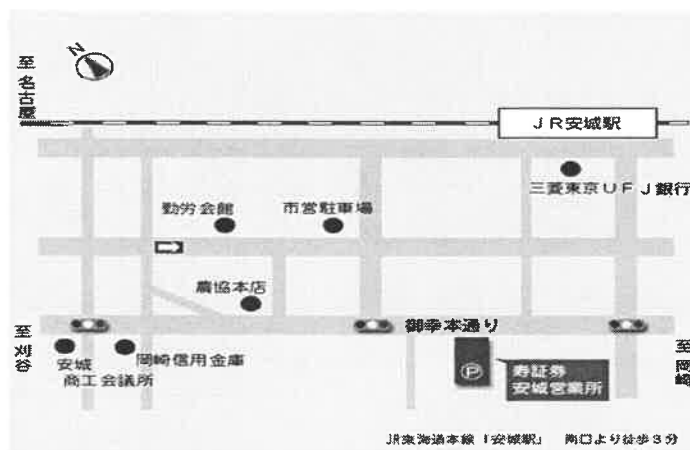 N
至名古屋
JR安城駅
三菱東京UFJ銀行
勤労会館
市営駐車場
農協本店
御幸本通り
至刈谷
安城
商工会議所
岡崎信用金庫
P
寿証券
安城営業所
至岡崎
JR東海道本線「安城駅」 南口より徒歩3分